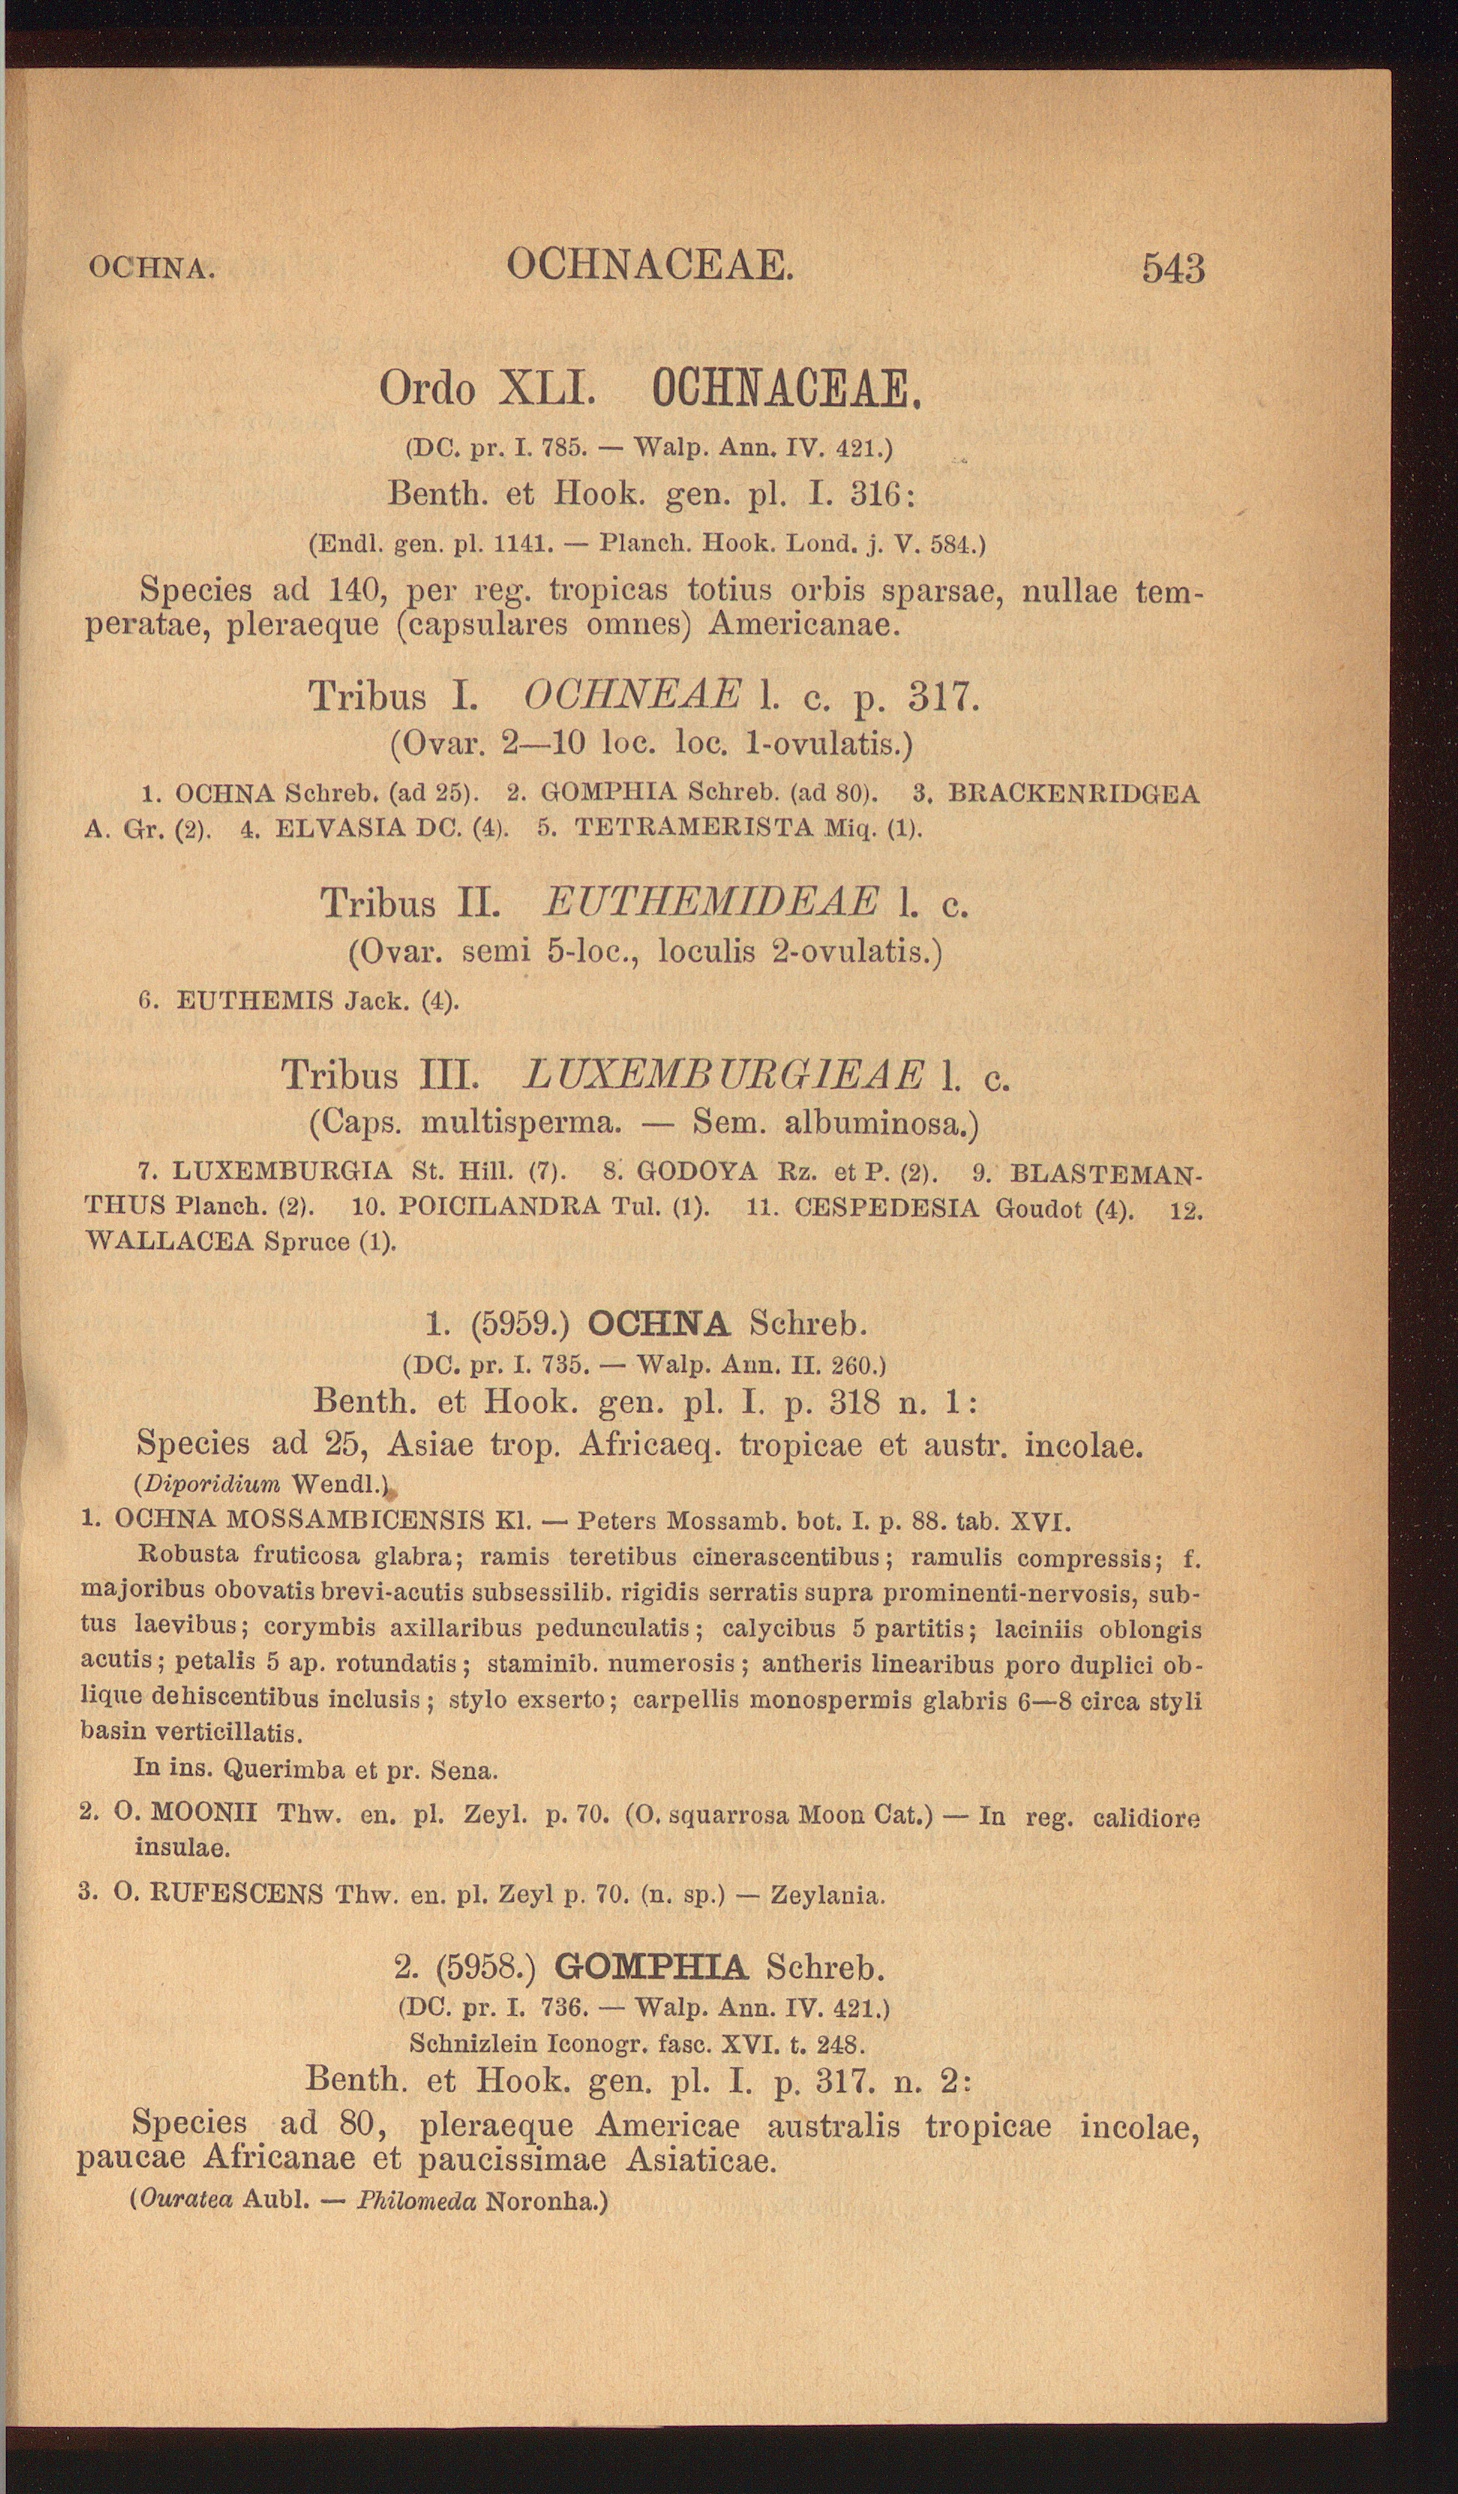 OCHNA. OCHNACEAE. 543
Ordo XLI. OCHNACEAE.
(DC. pr. I. 785. — Walp. Ann. IV. 421.)
Benth. et Hook. gen. pl. I. 316:
(Endl. gen. pl. 1141. — Planch. Hook. Lond. j. V. 584.)
Species ad 140, per reg. tropicas totius orbis sparsae, nullae tem-
peratae, pleraeque (capsulares omnes) Americanae.
Tribus I. OCHNEAE l. c. p. 317.
(Ovar. 2—10 loc. loc. 1-ovulatis.)
1. OCHNA Schreb. (ad 25). 2. GOMPHIA Schreb. (ad 80). 3. BRACKENRIDGEA
A. Gr. (2). 4. ELVASIA DC. (4). 5. TETRAMERISTA Miq. (1).
Tribus II. EUTHEMIDEAE l. c.
(Ovar. semi 5-loc., loculis 2-ovulatis.)
6. EUTHEMIS Jack. (4).
Tribus III. LUXEMBURGIEAE l. c.
(Caps. multisperma. — Sem. albuminosa.)
7. LUXEMBURGIA St. Hill. (7). 8. GODOYA Rz. et P. (2). 9. BLASTEMAN-
THUS Planch. (2). 10. POICILANDRA Tul. (1). 11. CESPEDESIA Goudot (4). 12.
WALLACEA Spruce (1).
1. (5959.) OCHNA Schreb.
(DC. pr. I. 735. — Walp. Ann. II. 260.)
Benth. et Hook. gen. pl. I. p. 318 n. 1:
Species ad 25, Asiae trop. Africaeq. tropicae et austr. incolae.
(Diporidium Wendl.)
1. OCHNA MOSSAMBICENSIS Kl. — Peters Mossamb. bot. I. p. 88. tab. XVI.
Robusta fruticosa glabra; ramis teretibus cinerascentibus; ramulis compressis; f.
majoribus obovatis brevi-acutis subsessilib. rigidis serratis supra prominenti-nervosis, sub-
tus laevibus; corymbis axillaribus pedunculatis; calycibus 5 partitis; laciniis oblongis
acutis; petalis 5 ap. rotundatis; staminib. numerosis; antheris linearibus poro duplici ob-
lique dehiscentibus inclusis; stylo exserto; carpellis monospermis glabris 6—8 circa styli
basin verticillatis.
In ins. Querimba et pr. Sena.
2. O. MOONII Thw. en. pl. Zeyl. p. 70. (O. squarrosa Moon Cat.) — In reg. calidiore
insulae.
3. O. RUFESCENS Thw. en. pl. Zeyl p. 70. (n. sp.) — Zeylania.
2. (5958.) GOMPHIA Schreb.
(DC. pr. I. 736. — Walp. Ann. IV. 421.)
Schnizlein Iconogr. fasc. XVI. t. 248.
Benth. et Hook. gen. pl. I. p. 317. n. 2:
Species ad 80, pleraeque Americae australis tropicae incolae,
paucae Africanae et paucissimae Asiaticae.
(Ouratea Aubl. — Philomeda Noronha.)